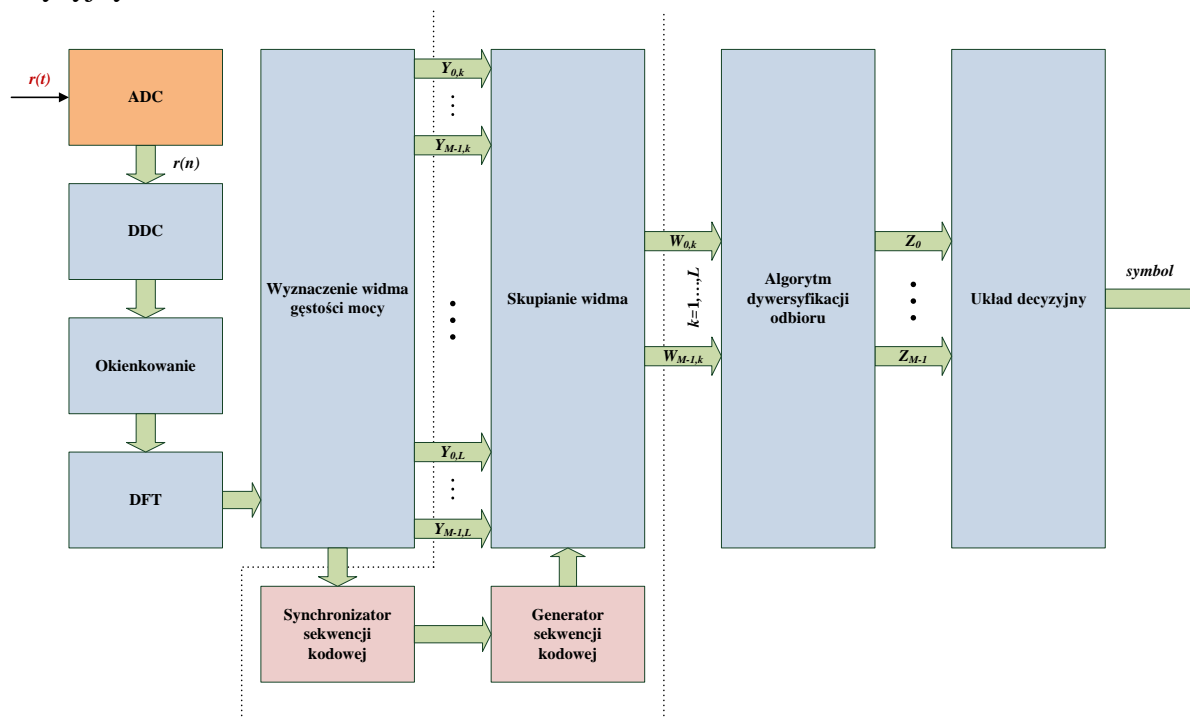 r(t)
ADC
r(n)
DDC
Okienkowanie
DFT
Wyznaczenie widma
gęstości mocy
Y0,k
⋮
YM-1,k
⋮
Y0,L
⋮
YM-1,L
Skupianie widma
Synchronizator
sekwencji
kodowej
Generator
sekwencji
kodowej
W0,k
k=1,...,L
WM-1,k
Algorytm
dywersyfikacji
odbioru
Z0
⋮
ZM-1
Układ decyzyjny
symbol